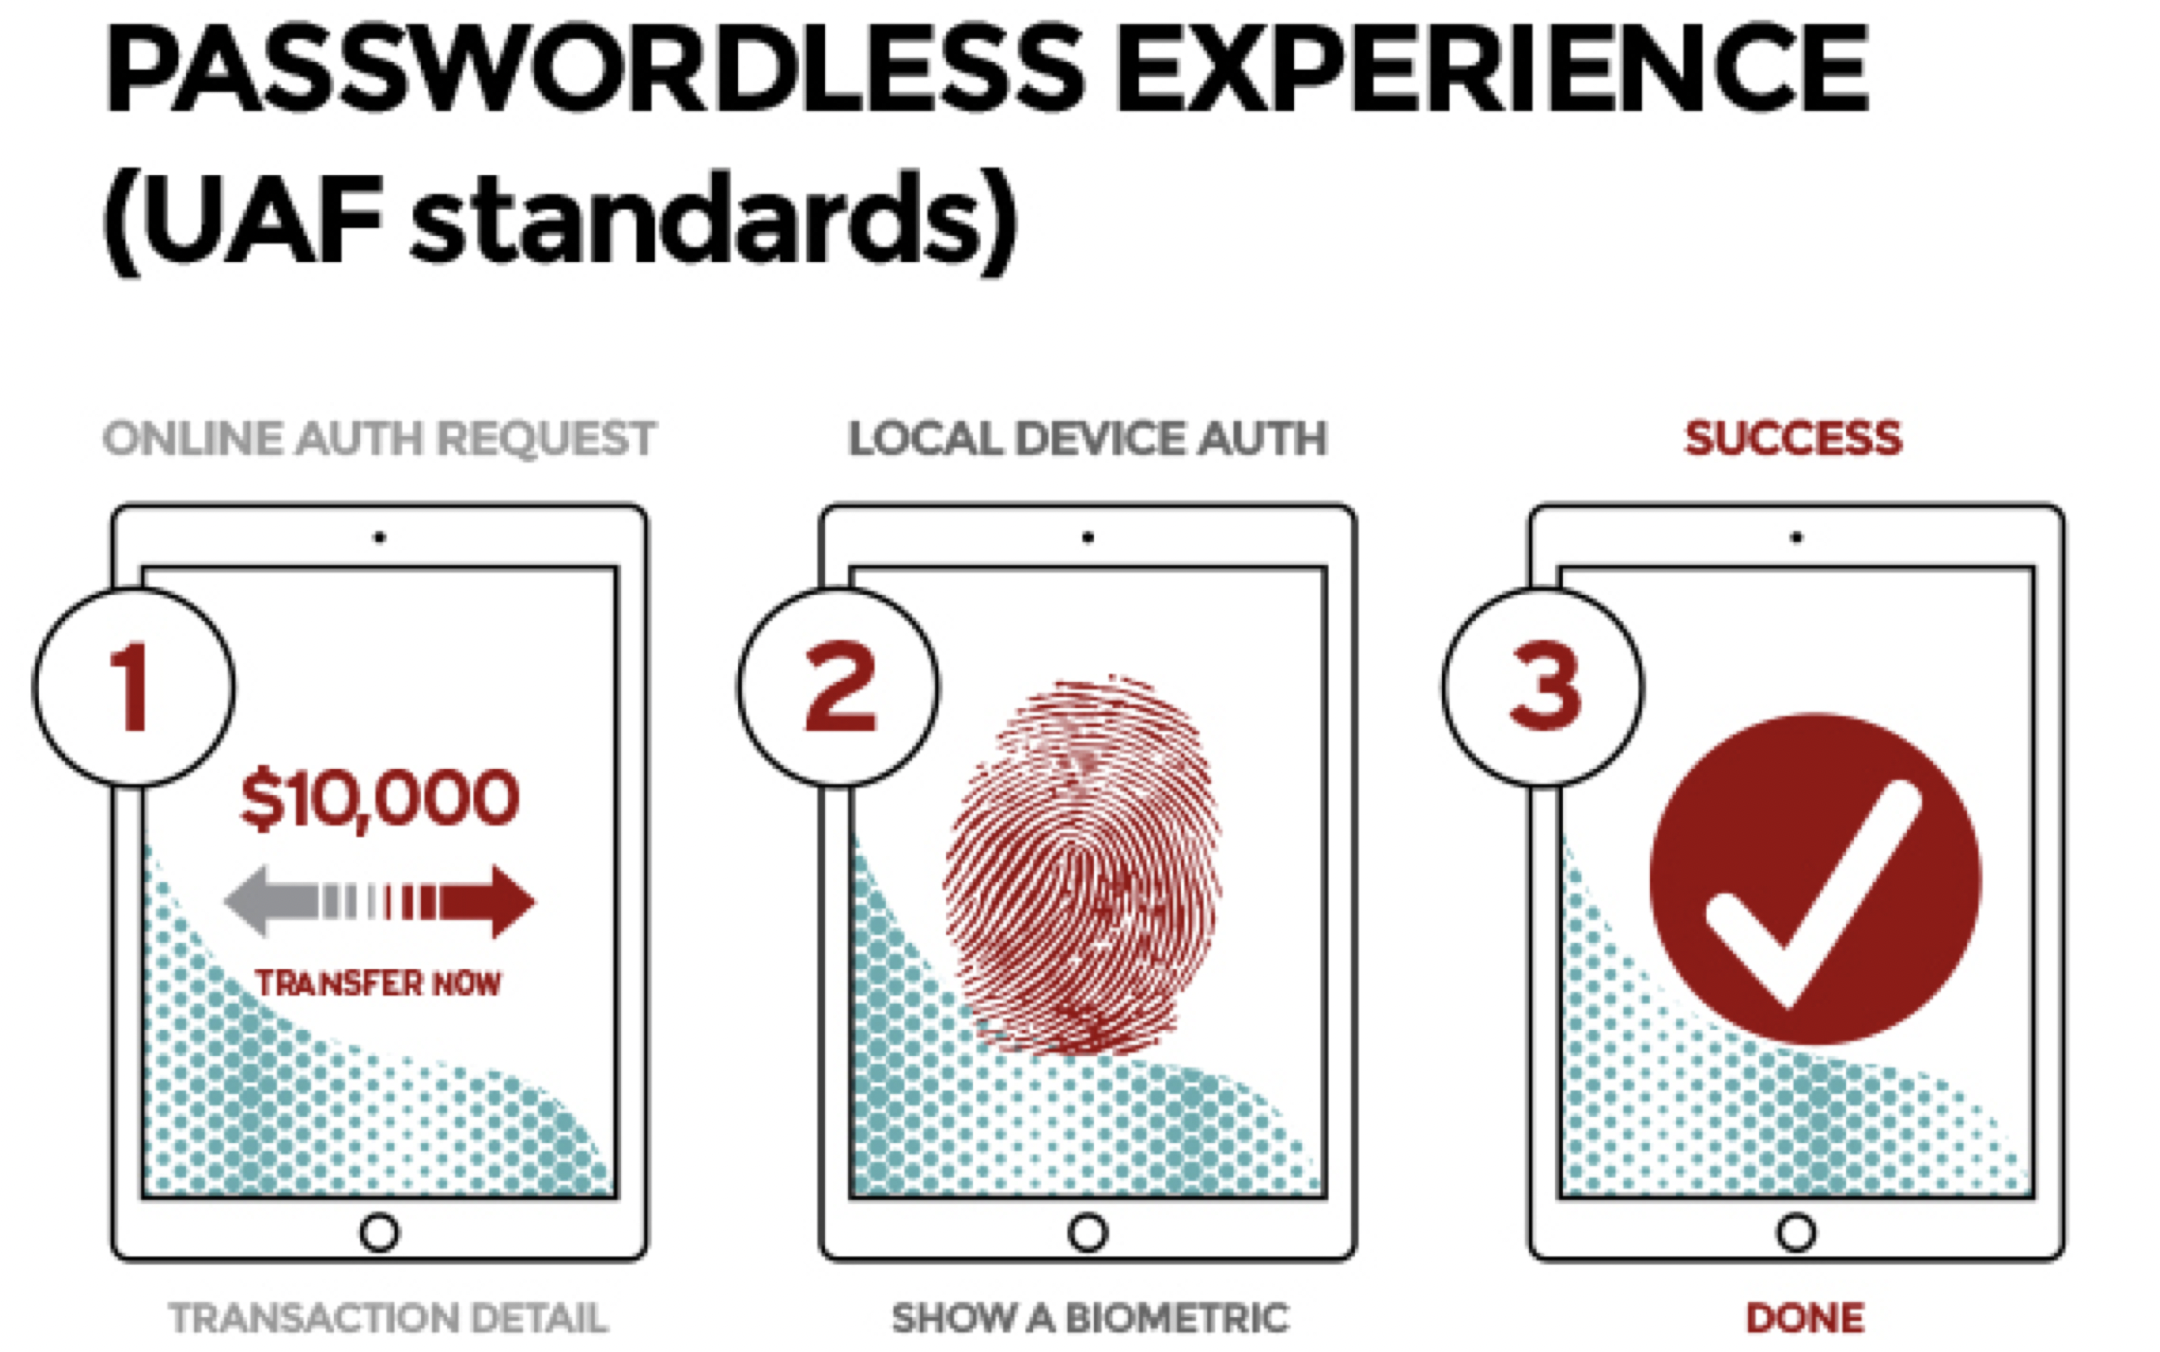 PASSWORDLESS EXPERIENCE
(UAF standards)
ONLINE AUTH REQUEST
LOCAL DEVICE AUTH
SUCCESS
1
2
3
$10,000
TRANSFER NOW
TRANSACTION DETAIL
SHOW A BIOMETRIC
DONE